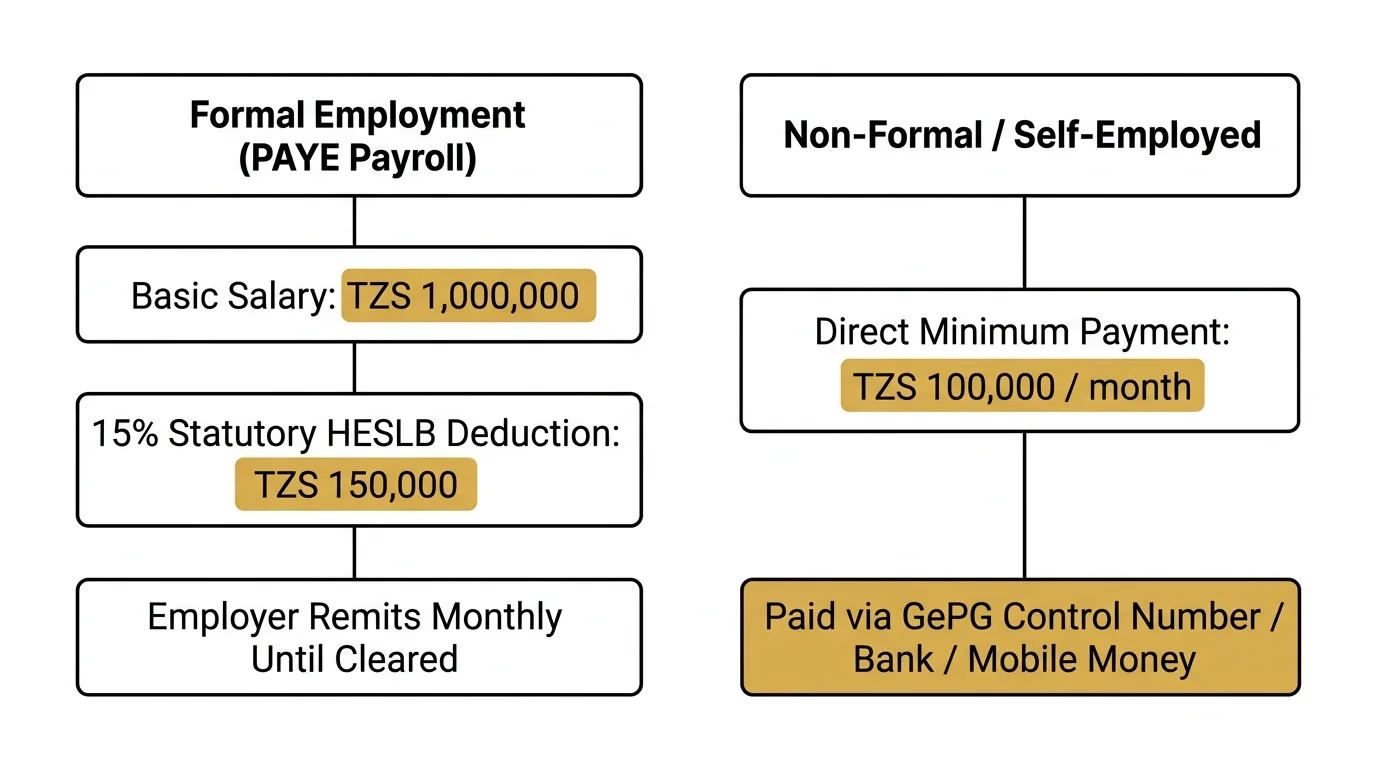 Formal Employment
(PAYE Payroll)
Basic Salary: TZS 1,000,000
15% Statutory HESLB Deduction:
TZS 150,000
Employer Remits Monthly
Until Cleared
Non-Formal / Self-Employed
Direct Minimum Payment:
TZS 100,000 / month
Paid via GePG Control Number /
Bank / Mobile Money